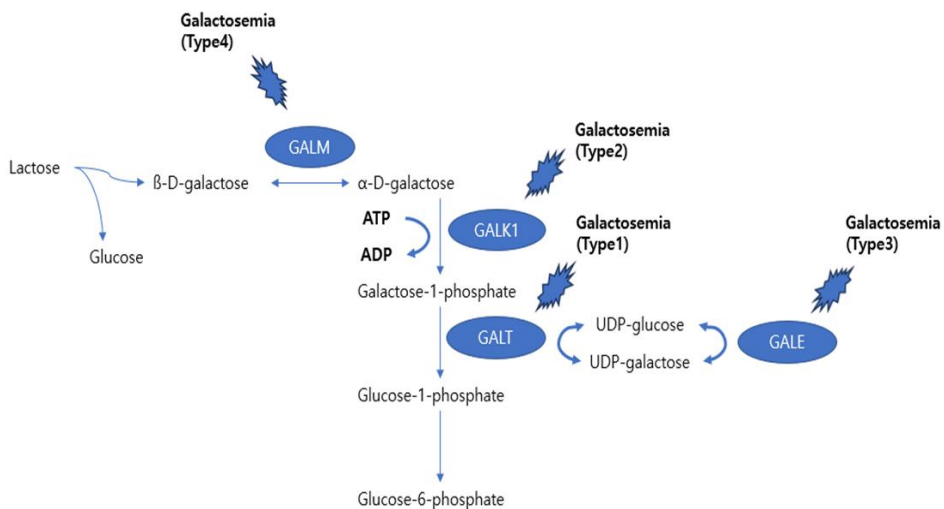 Galactosemia
(Type4)
Galactosemia
(Type2)
GALM
Lactose
ß-D-galactose
α-D-galactose
ATP
GALK1
Galactosemia
(Type1)
Galactosemia
(Type3)
ADP
Glucose
Galactose-1-phosphate
UDP-glucose
GALT
GALE
UDP-galactose
Glucose-1-phosphate
Glucose-6-phosphate